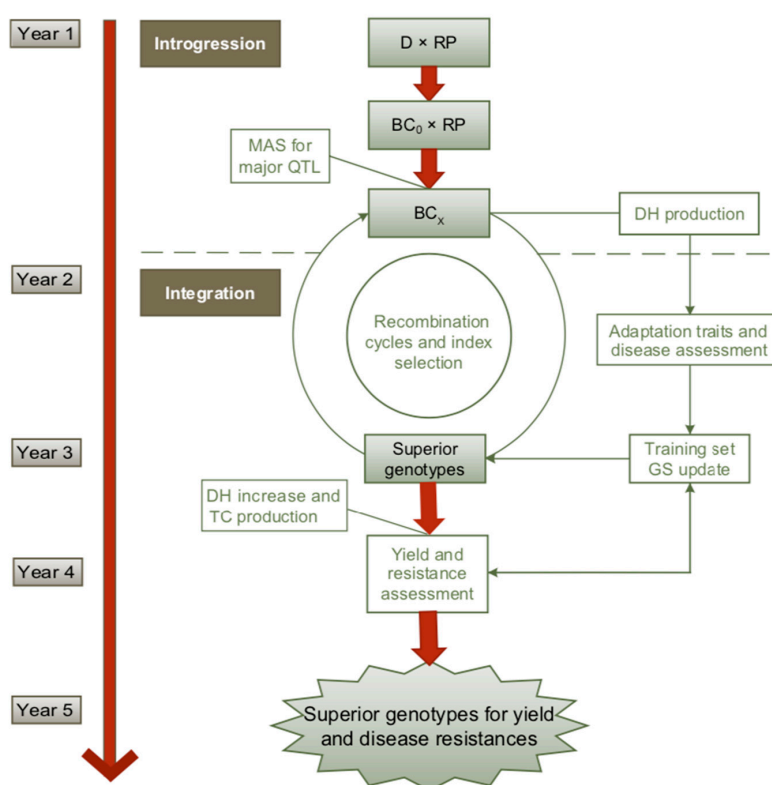 Year 1
Introgression
D × RP
BC₀ × RP
MAS for
major QTL
BCₓ
DH production
Year 2
Integration
Recombination
cycles and index
selection
Adaptation traits and
disease assessment
Year 3
Superior
genotypes
Training set
GS update
DH increase and
TC production
Year 4
Yield and
resistance
assessment
Year 5
Superior genotypes for yield
and disease resistances